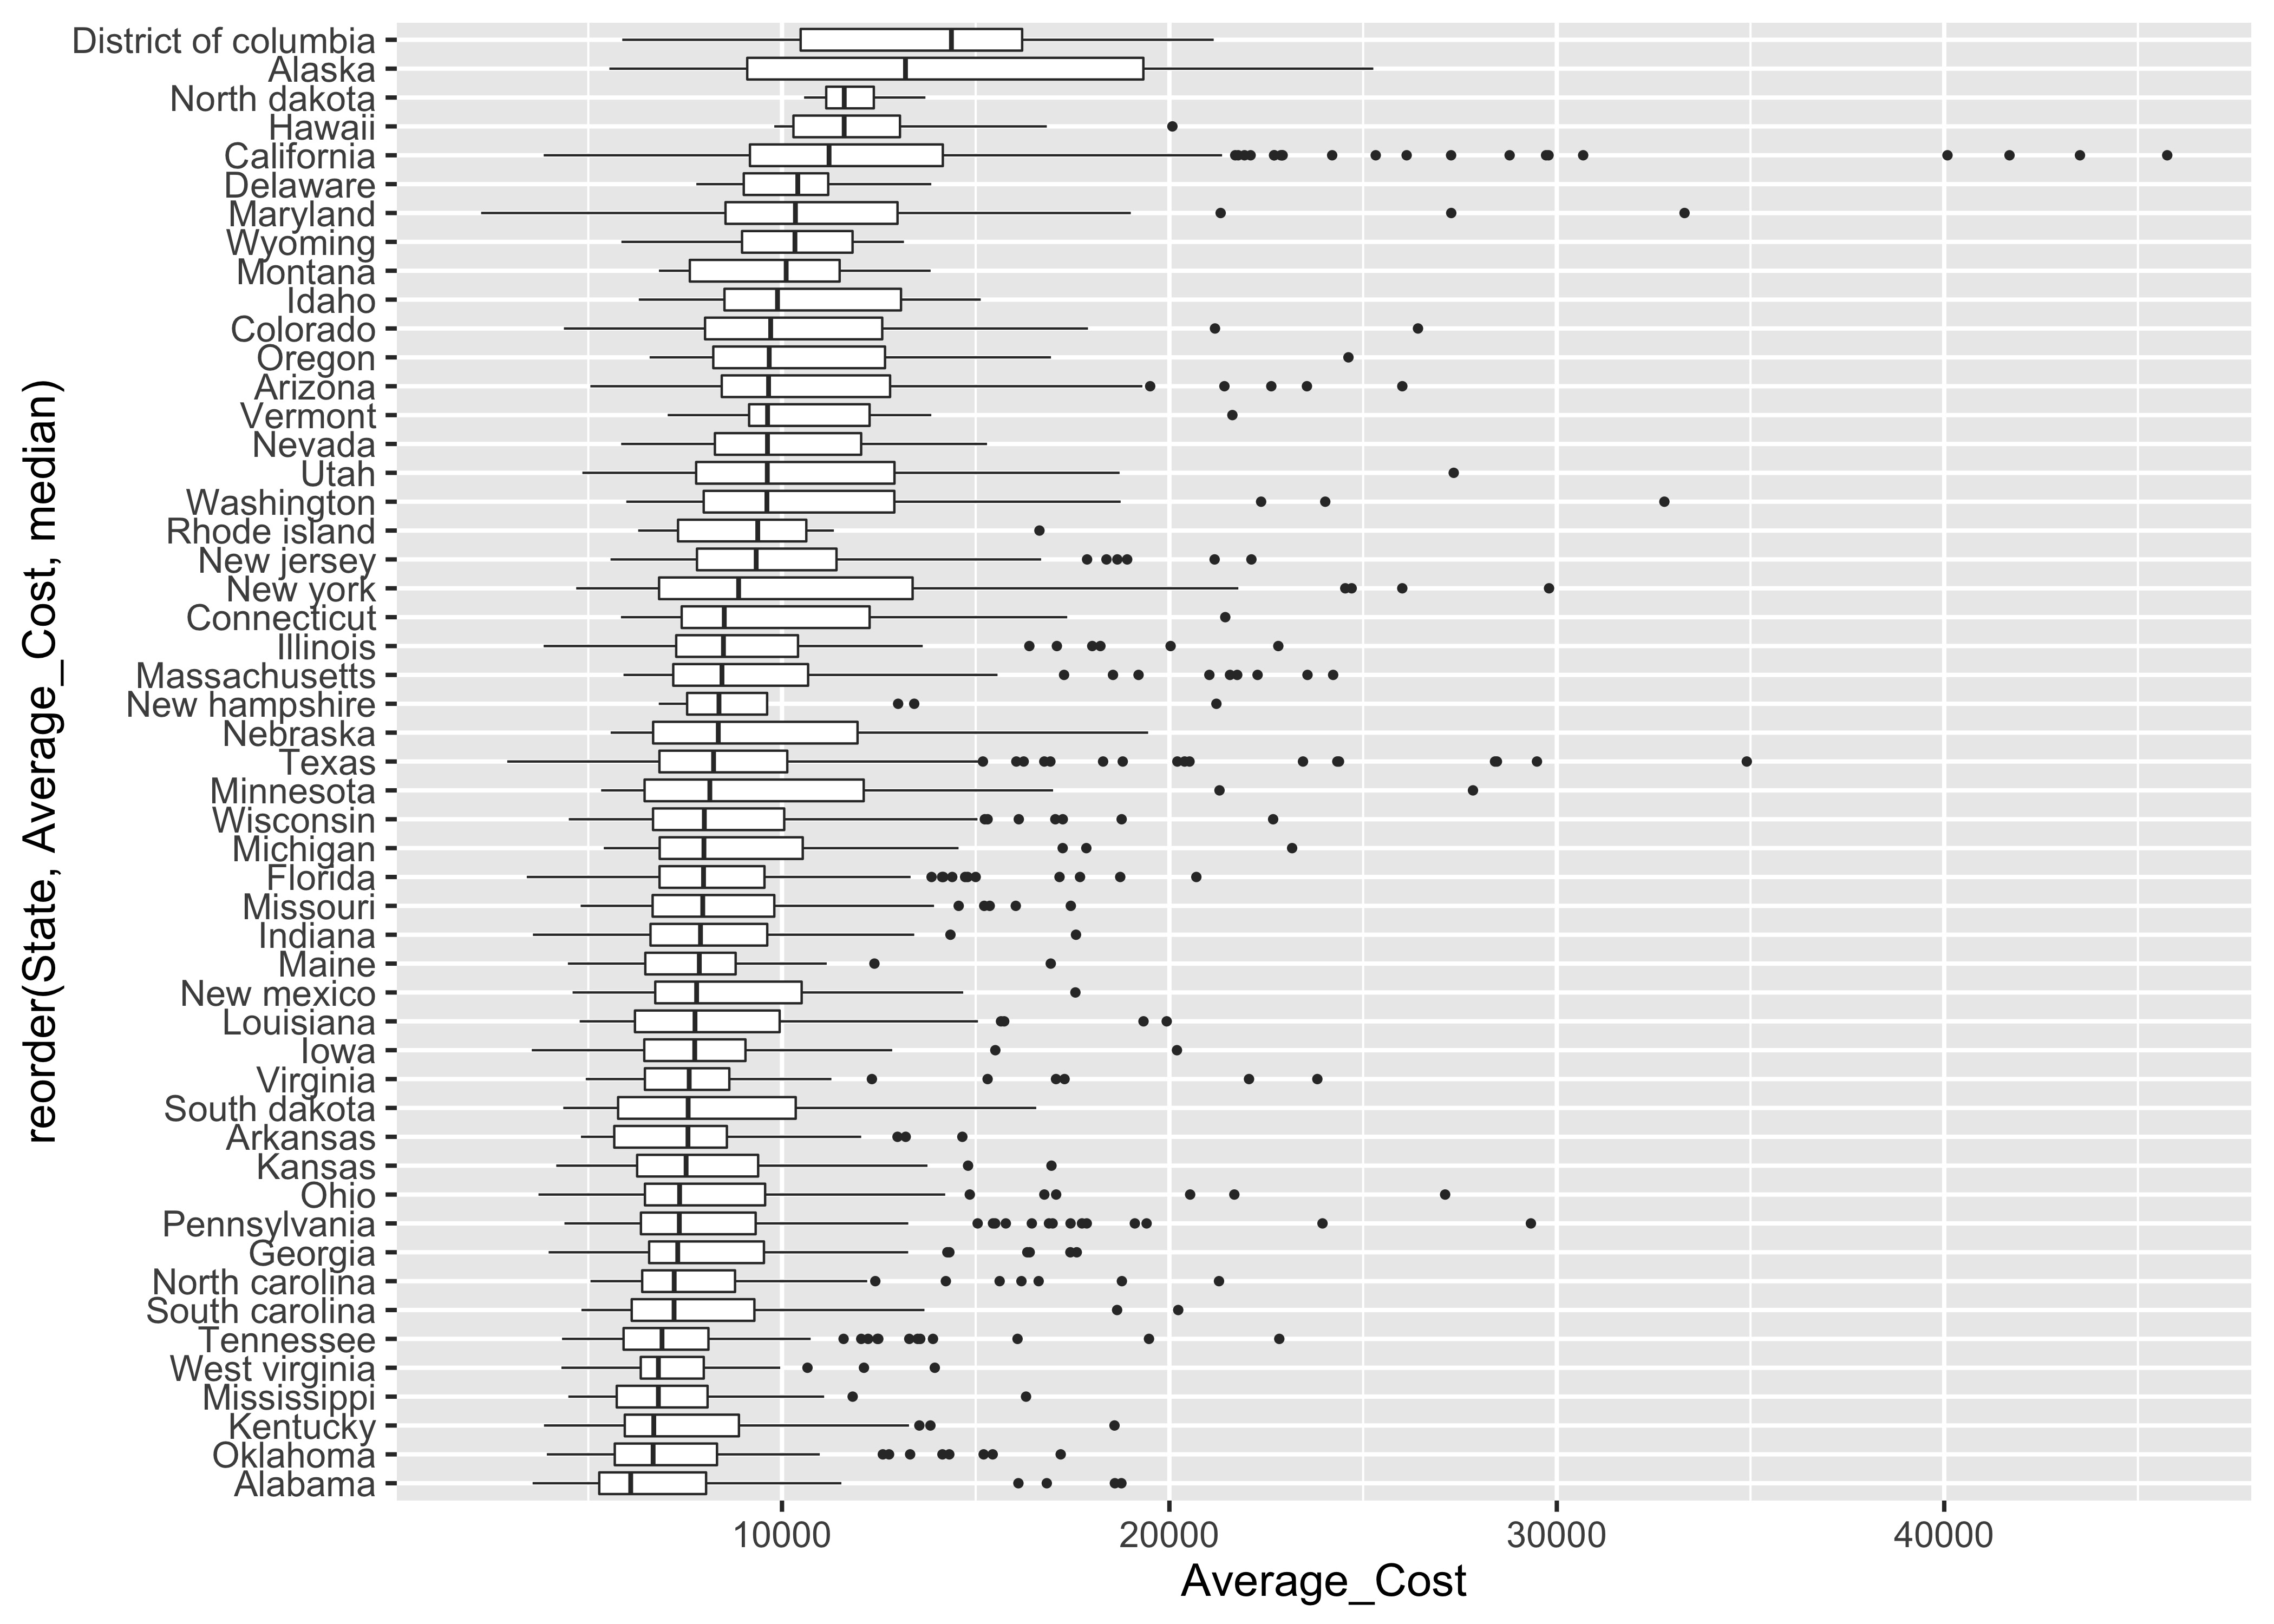 reorder(State, Average_Cost, median)
District of columbia
Alaska
North dakota
Hawaii
California
Delaware
Maryland
Wyoming
Montana
Idaho
Colorado
Oregon
Arizona
Vermont
Nevada
Utah
Washington
Rhode island
New jersey
New york
Connecticut
Illinois
Massachusetts
New hampshire
Nebraska
Texas
Minnesota
Wisconsin
Michigan
Florida
Missouri
Indiana
Maine
New mexico
Louisiana
Iowa
Virginia
South dakota
Arkansas
Kansas
Ohio
Pennsylvania
Georgia
North carolina
South carolina
Tennessee
West virginia
Mississippi
Kentucky
Oklahoma
Alabama
10000 20000 30000 40000
Average_Cost